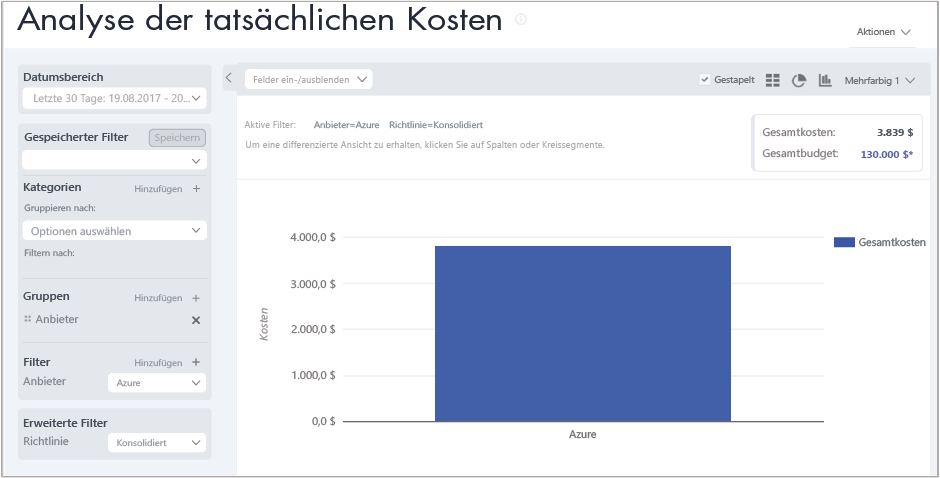 Analyse der tatsächlichen Kosten
Aktionen
Datumsbereich
Letzte 30 Tage: 19.08.2017 - 20...
Gespeicherter Filter
Speichern
Kategorien
Hinzufügen +
Gruppieren nach:
Optionen auswählen
Filtern nach:
Gruppen
Hinzufügen +
Anbieter
Filter
Hinzufügen +
Anbieter
Azure
Erweiterte Filter
Richtlinie
Konsolidiert
Felder ein-/ausblenden
Gestapelt
Mehrfarbig 1
Aktive Filter: Anbieter=Azure Richtlinie=Konsolidiert
Um eine differenzierte Ansicht zu erhalten, klicken Sie auf Spalten oder Kreissegmente.
Gesamtkosten: 3.839 $
Gesamtbudget: 130.000 $*
Kosten
4.000,0 $
3.000,0 $
2.000,0 $
1.000,0 $
0,0 $
Azure
Gesamtkosten